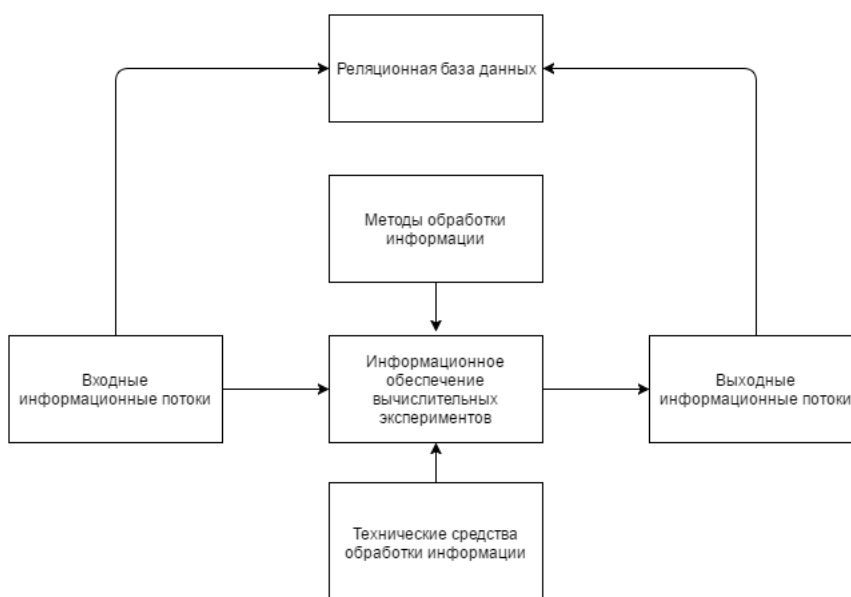 Реляционная база данных
Методы обработки
информации
Входные
информационные потоки
Информационное
обеспечение
вычислительных
экспериментов
Выходные
информационные потоки
Технические средства
обработки информации